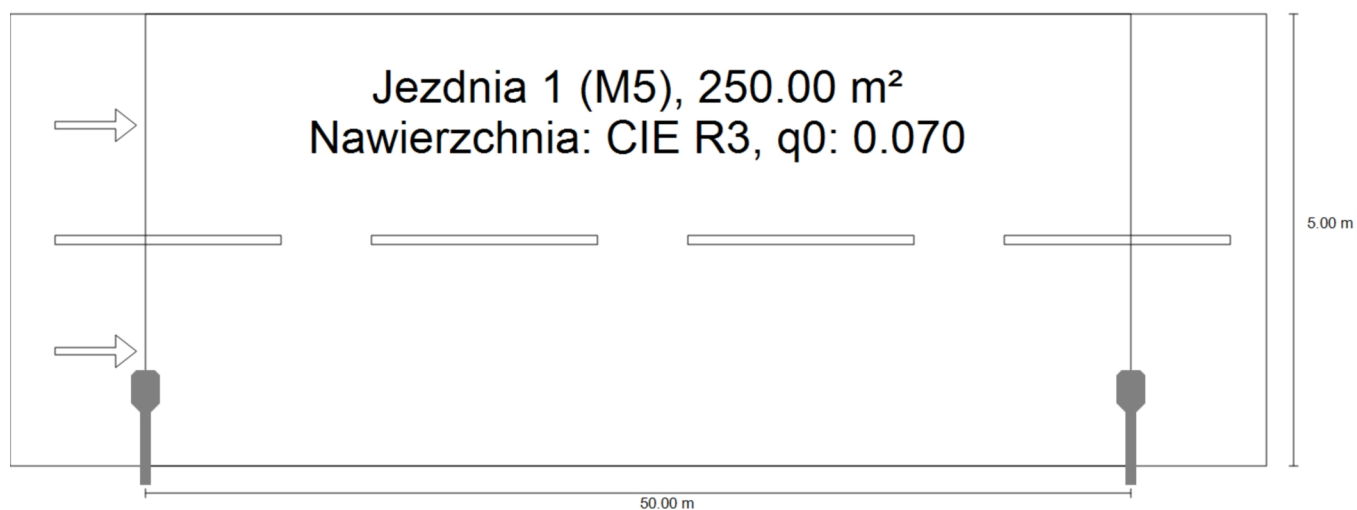 Jezdnia 1 (M5), 250.00 m²
Nawierzchnia: CIE R3, q0: 0.070
5.00 m
50.00 m